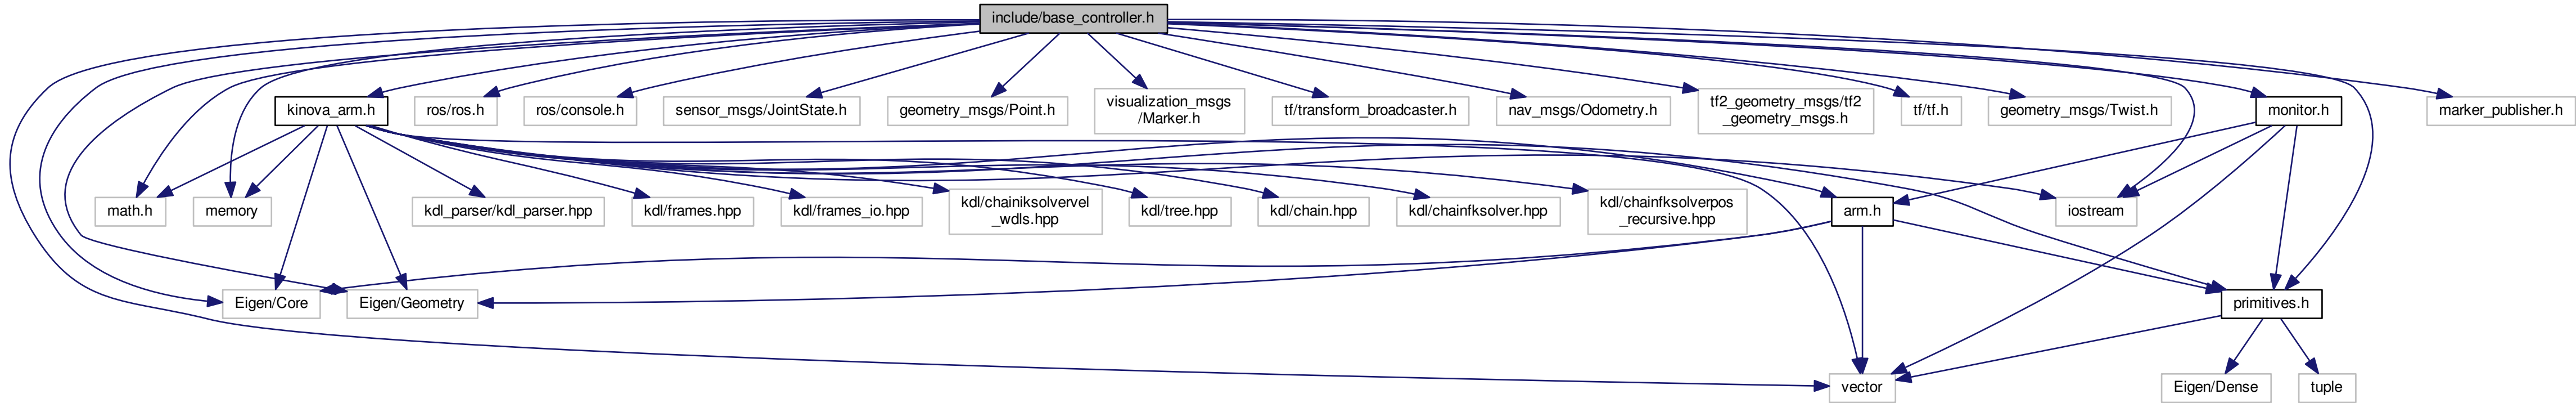 include/base_controller.h
kinova_arm.h
ros/ros.h
ros/console.h
sensor_msgs/JointState.h
geometry_msgs/Point.h
visualization_msgs
/Marker.h
tf/transform_broadcaster.h
nav_msgs/Odometry.h
tf2_geometry_msgs/tf2
_geometry_msgs.h
tf/tf.h
geometry_msgs/Twist.h
monitor.h
marker_publisher.h
math.h
memory
kdl_parser/kdl_parser.hpp
kdl/frames.hpp
kdl/frames_io.hpp
kdl/chainiksolvervel
_wdls.hpp
kdl/tree.hpp
kdl/chain.hpp
kdl/chainfksolver.hpp
kdl/chainfksolverpos
_recursive.hpp
arm.h
iostream
Eigen/Core
Eigen/Geometry
primitives.h
vector
Eigen/Dense
tuple